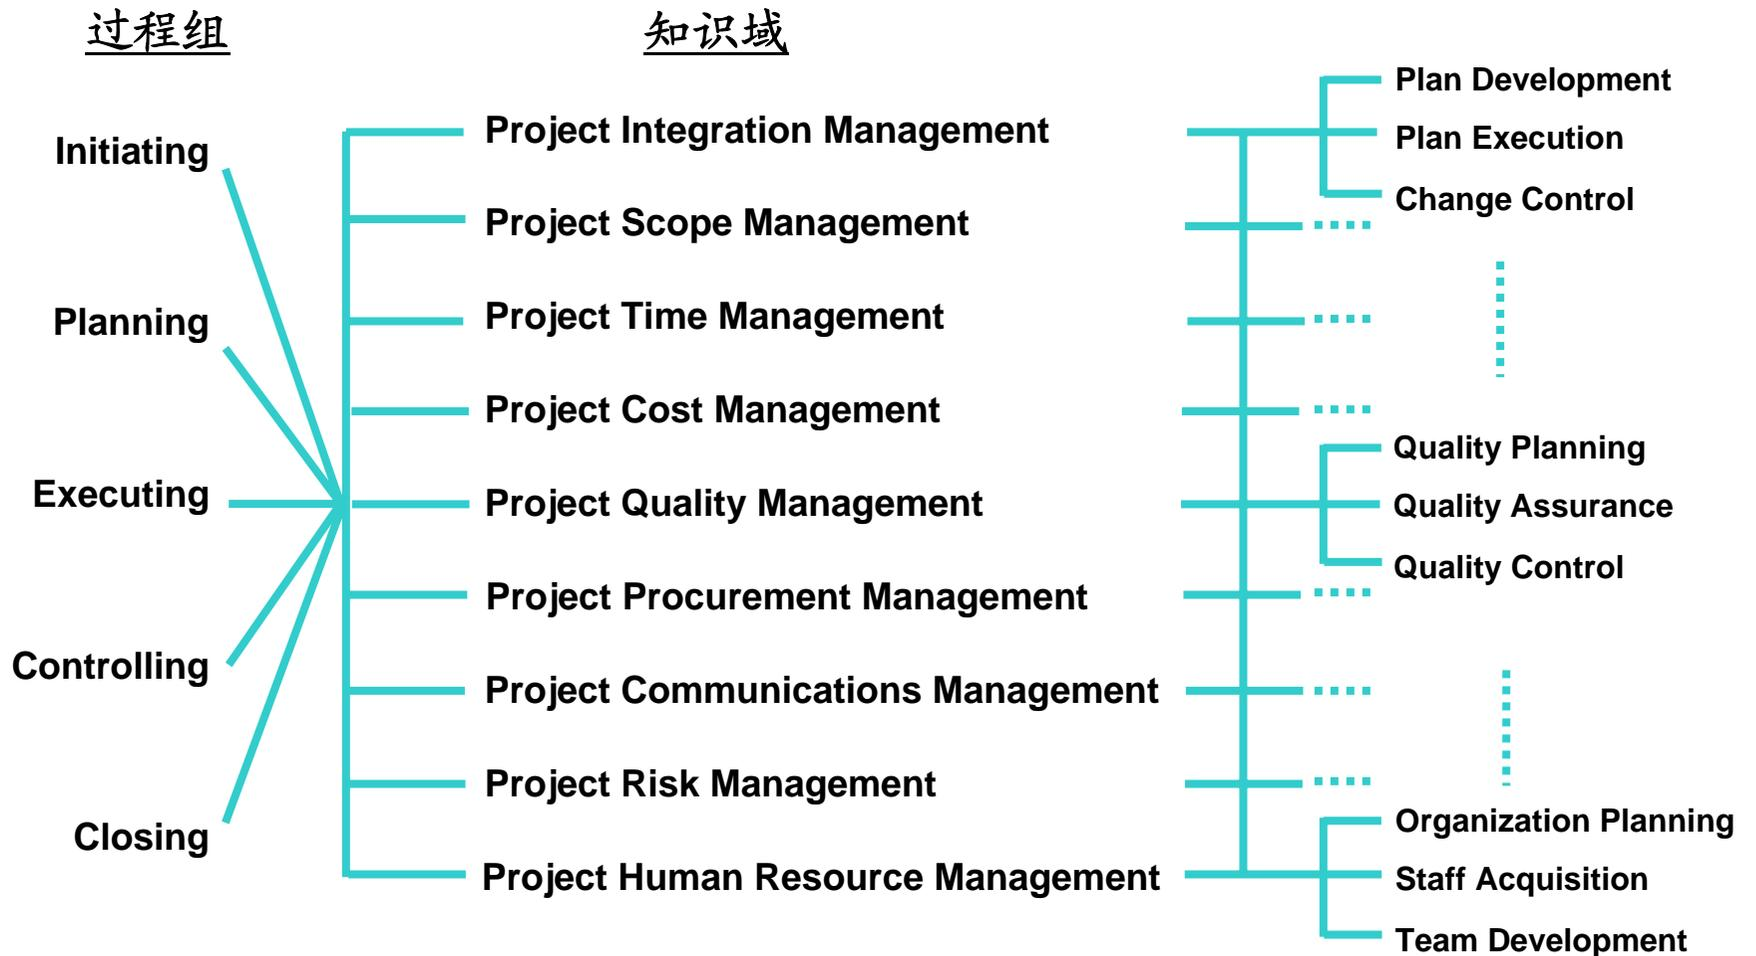 过程组
知识域
Initiating
Planning
Executing
Controlling
Closing
Project Integration Management
Project Scope Management
Project Time Management
Project Cost Management
Project Quality Management
Project Procurement Management
Project Communications Management
Project Risk Management
Project Human Resource Management
Plan Development
Plan Execution
Change Control
Quality Planning
Quality Assurance
Quality Control
Organization Planning
Staff Acquisition
Team Development